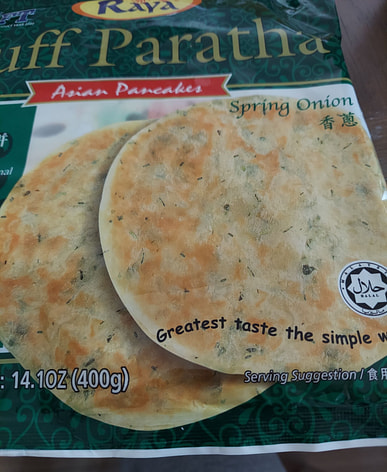 Raya
uff Paratha
Asian Pancakes
Spring Onion
香蔥
Greatest taste the simple w
حلال
HALAL
: 14.1OZ (400g)
Serving Suggestion / 食用